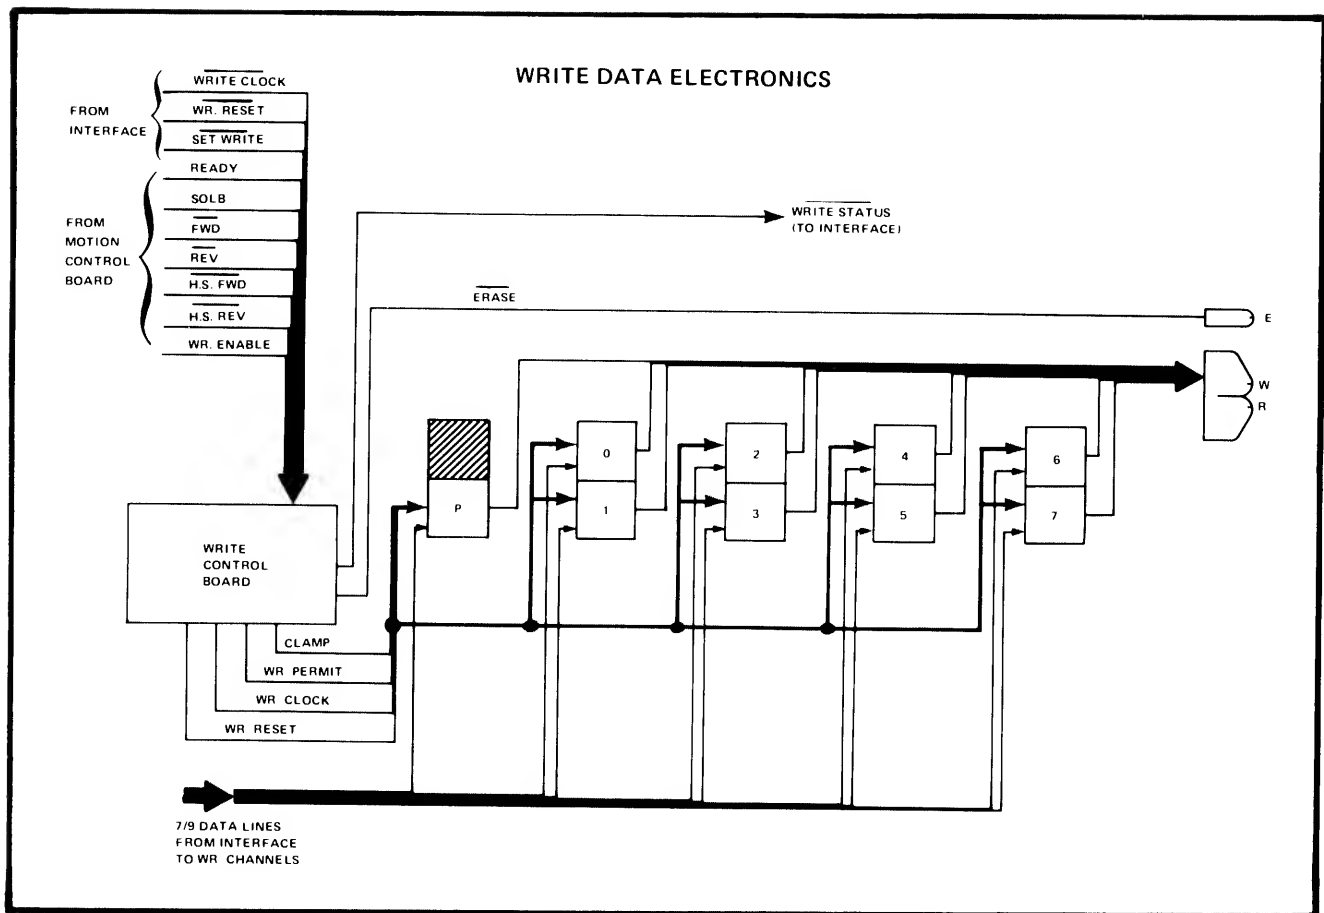 WRITE DATA ELECTRONICS
FROM
INTERFACE
WRITE CLOCK
WR. RESET
SET WRITE
FROM
MOTION
CONTROL
BOARD
READY
SOLB
FWD
REV
H.S. FWD
H.S. REV
WR. ENABLE
WRITE STATUS
(TO INTERFACE)
ERASE
E
W
R
P
0
1
2
3
4
5
6
7
WRITE
CONTROL
BOARD
CLAMP
WR PERMIT
WR CLOCK
WR RESET
7/9 DATA LINES
FROM INTERFACE
TO WR CHANNELS